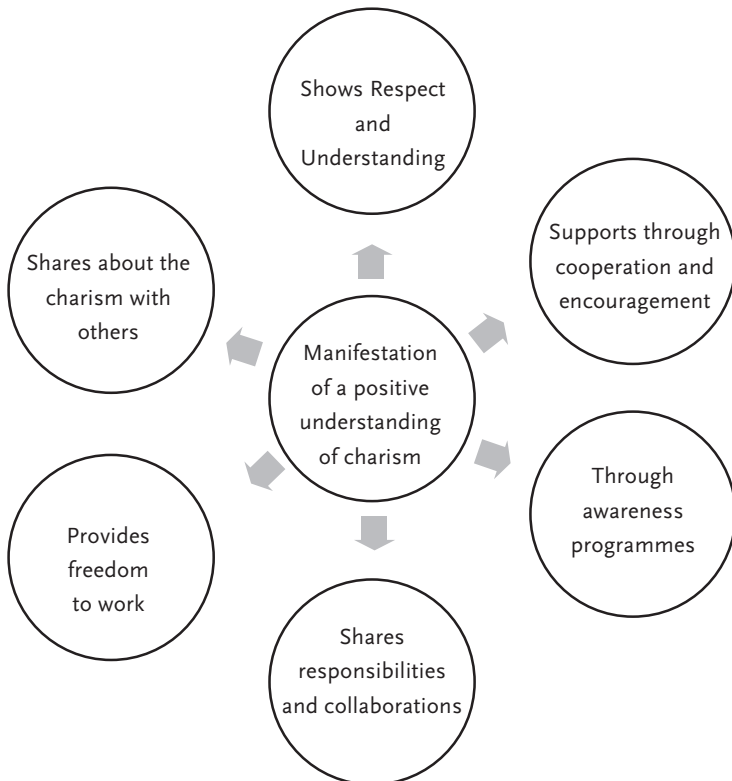 Shows Respect
and
Understanding
Supports through
cooperation and
encouragement
Shares about the
charism with
others
Manifestation
of a positive
understanding
of charism
Through
awareness
programmes
Provides
freedom
to work
Shares
responsibilities
and collaborations